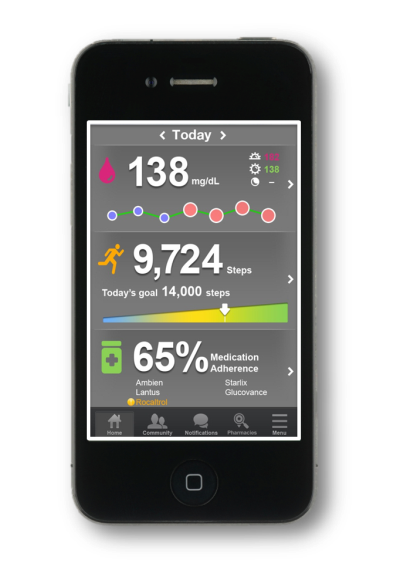 < Today >
138 mg/dL
138
–
9,724 Steps
Today's goal 14,000 steps
65% Medication Adherence
Ambien Starlix
Lantus Glucovance
Rocaltrol
Home Community Notifications Pharmacies Menu